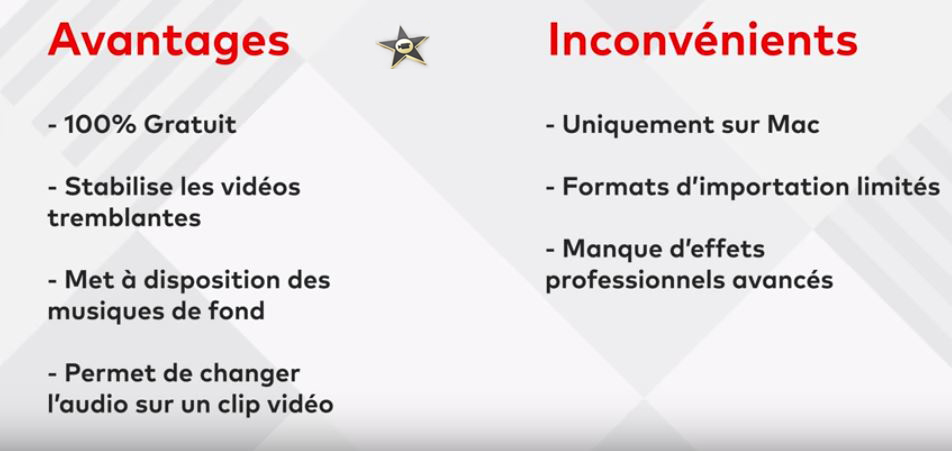 Avantages
- 100% Gratuit
- Stabilise les vidéos
tremblantes
- Met à disposition des
musiques de fond
- Permet de changer
l’audio sur un clip vidéo
Inconvénients
- Uniquement sur Mac
- Formats d’importation limités
- Manque d’effets
professionnels avancés